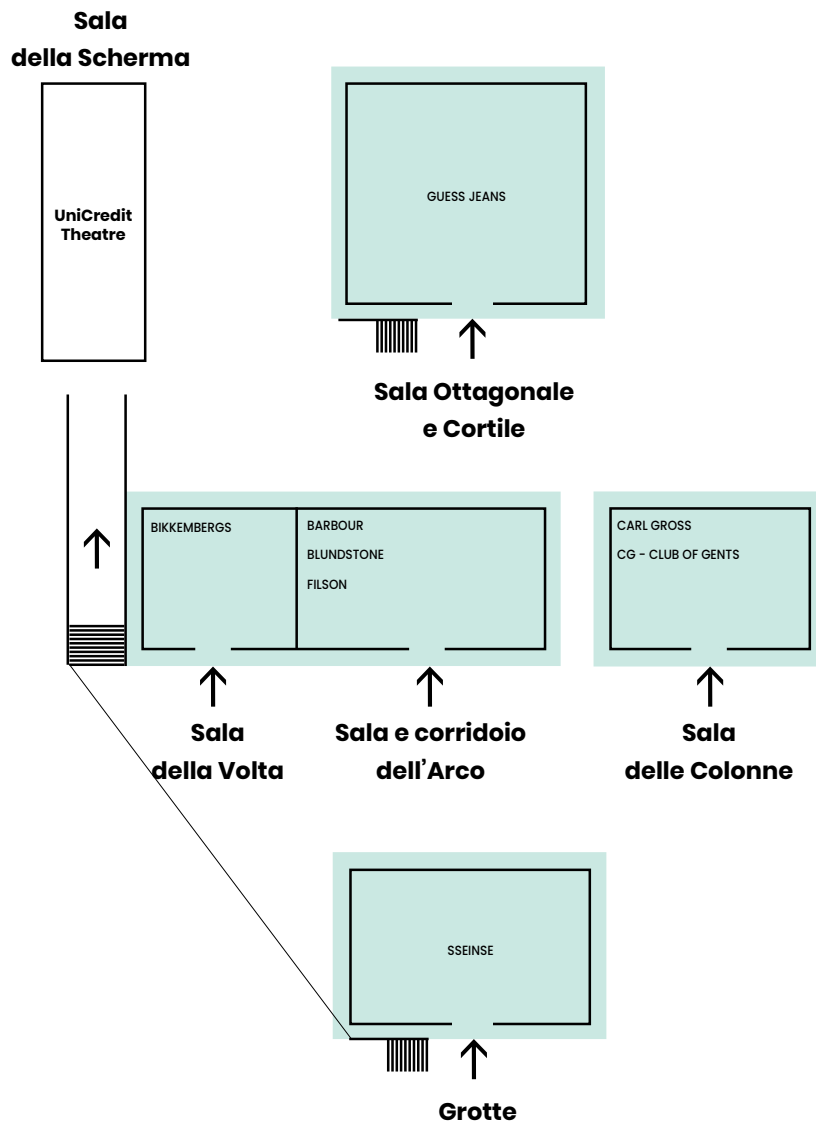 Sala
della Scherma
UniCredit
Theatre
GUESS JEANS
Sala Ottagonale
e Cortile
BIKKEMBERGS
BARBOUR
BLUNDSTONE
FILSON
CARL GROSS
CG - CLUB OF GENTS
Sala
della Volta
Sala e corridoio
dell’Arco
Sala
delle Colonne
SSEINSE
Grotte